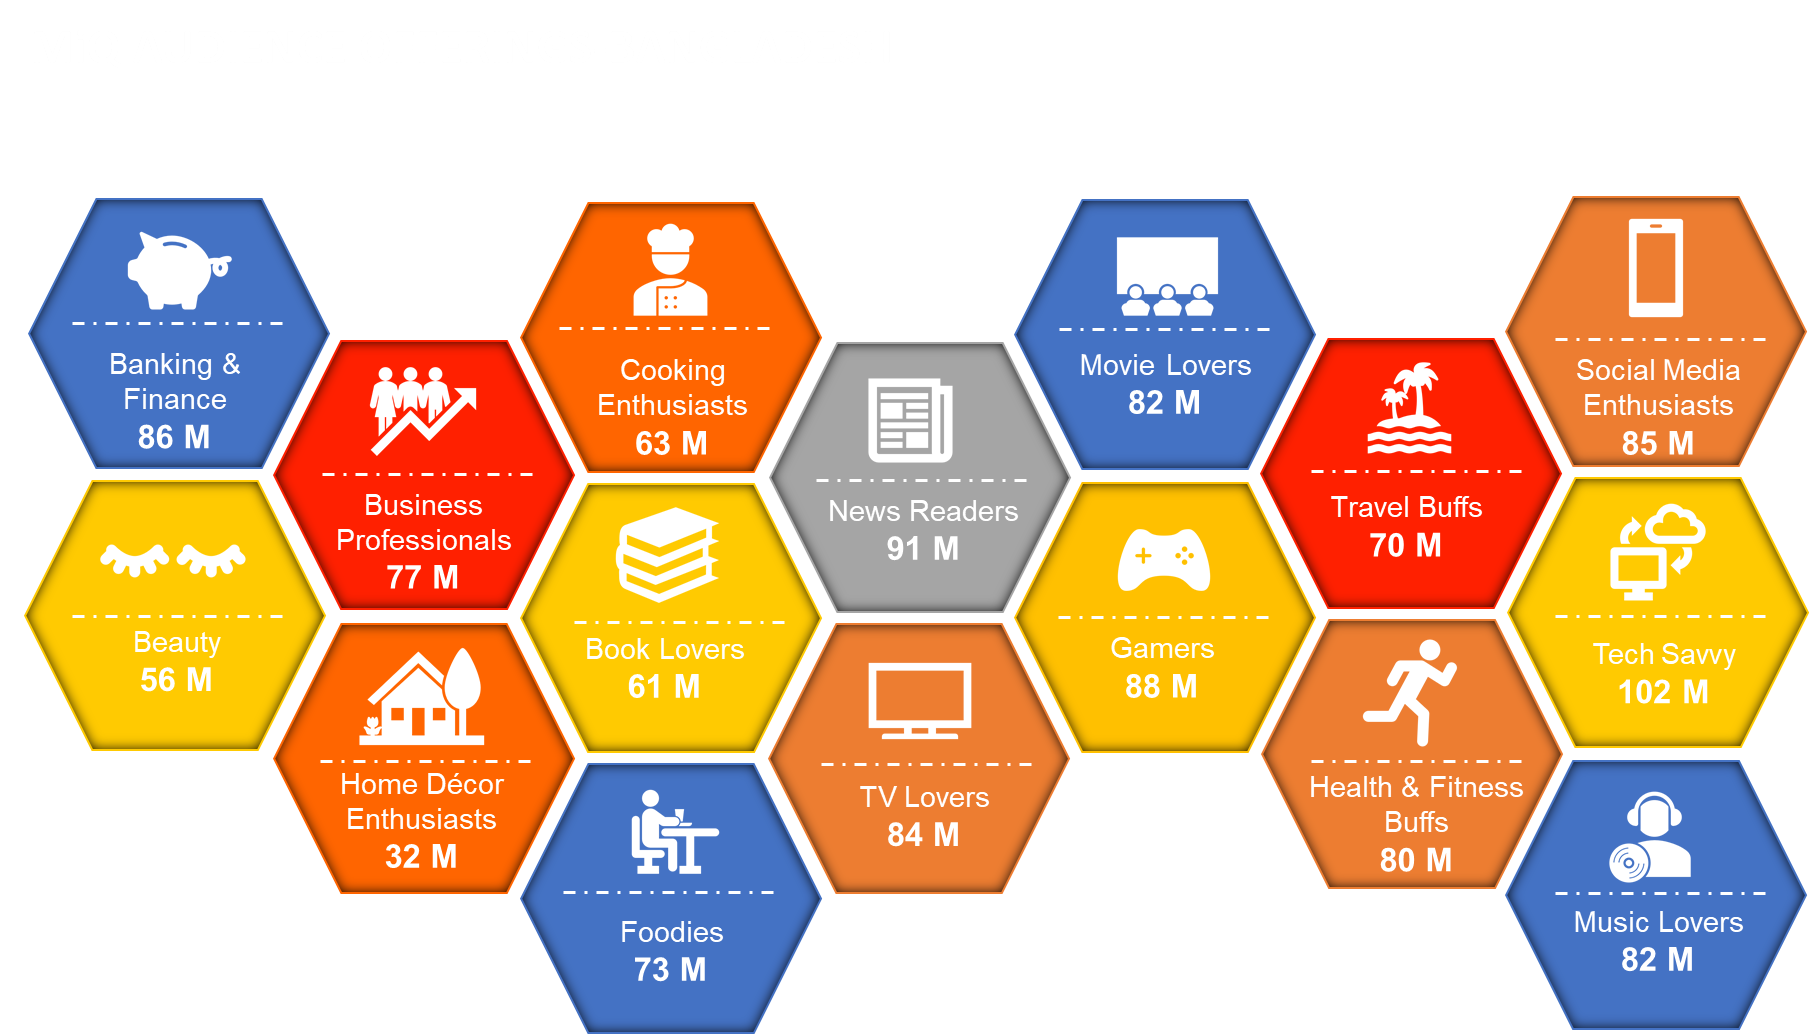 Banking &
Finance
86 M
Business
Professionals
77 M
Cooking
Enthusiasts
63 M
News Readers
91 M
Movie Lovers
82 M
Travel Buffs
70 M
Social Media
Enthusiasts
85 M
Beauty
56 M
Home Décor
Enthusiasts
32 M
Book Lovers
61 M
TV Lovers
84 M
Gamers
88 M
Health & Fitness
Buffs
80 M
Tech Savvy
102 M
Foodies
73 M
Music Lovers
82 M